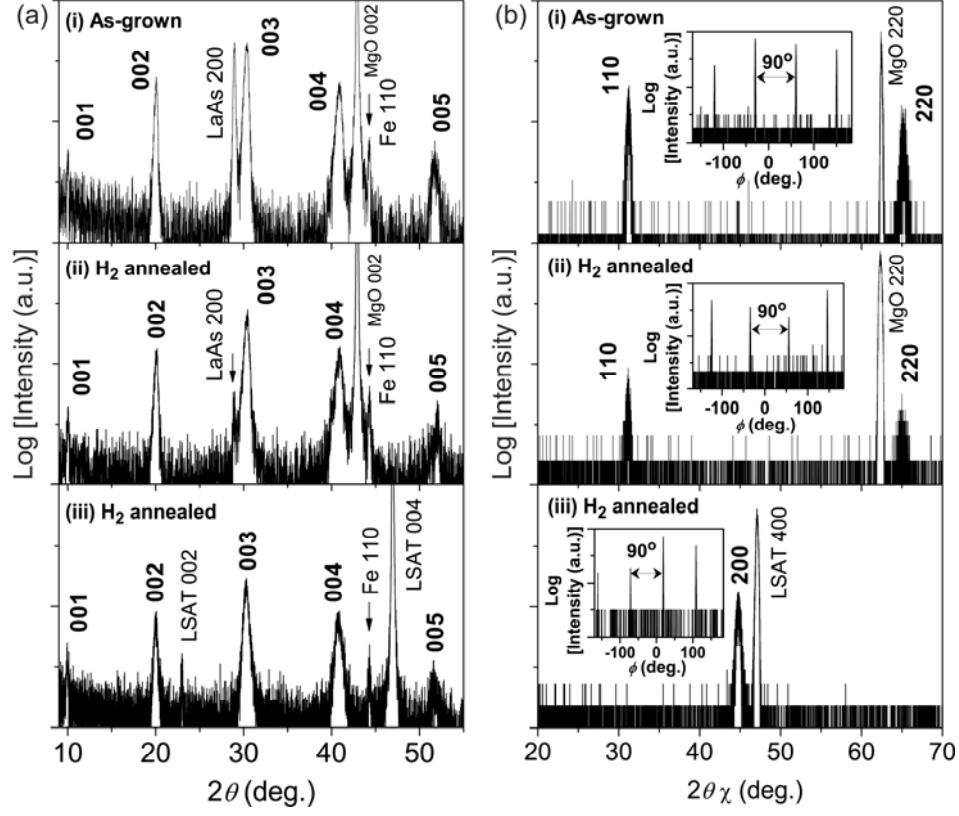 (a)
(i) As-grown
001
002
LaAs 200
003
004
MgO 002
Fe 110
005
(ii) H₂ annealed
001
002
LaAs 200
003
004
MgO 002
Fe 110
005
(iii) H₂ annealed
001
002
LSAT 002
003
004
Fe 110
LSAT 004
005
Log [Intensity (a.u.)]
10 20 30 40 50
2θ (deg.)
(b)
(i) As-grown
110
MgO 220
220
Log
[Intensity (a.u.)]
90°
-100 0 100
ϕ (deg.)
(ii) H₂ annealed
110
MgO 220
220
Log
[Intensity (a.u.)]
90°
-100 0 100
ϕ (deg.)
(iii) H₂ annealed
200
LSAT 400
Log
[Intensity (a.u.)]
90°
-100 0 100
ϕ (deg.)
Log [Intensity (a.u.)]
20 30 40 50 60 70
2θχ (deg.)